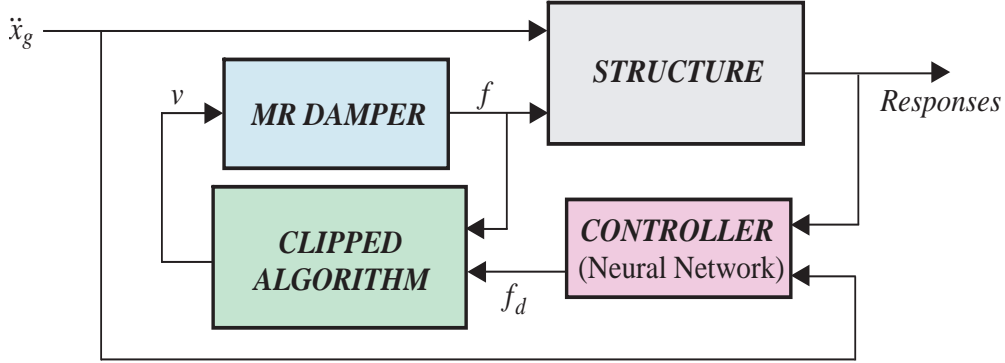 ẍg
STRUCTURE
v
MR DAMPER
f
Responses
CLIPPED
ALGORITHM
CONTROLLER
(Neural Network)
fd